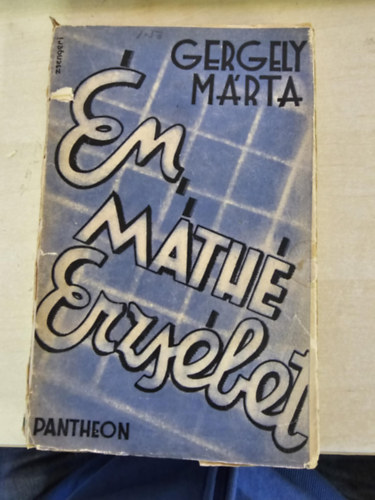 GERGELY
MÁRTA
Én,
MÁTHÉ
Erzsébet
PANTHEON